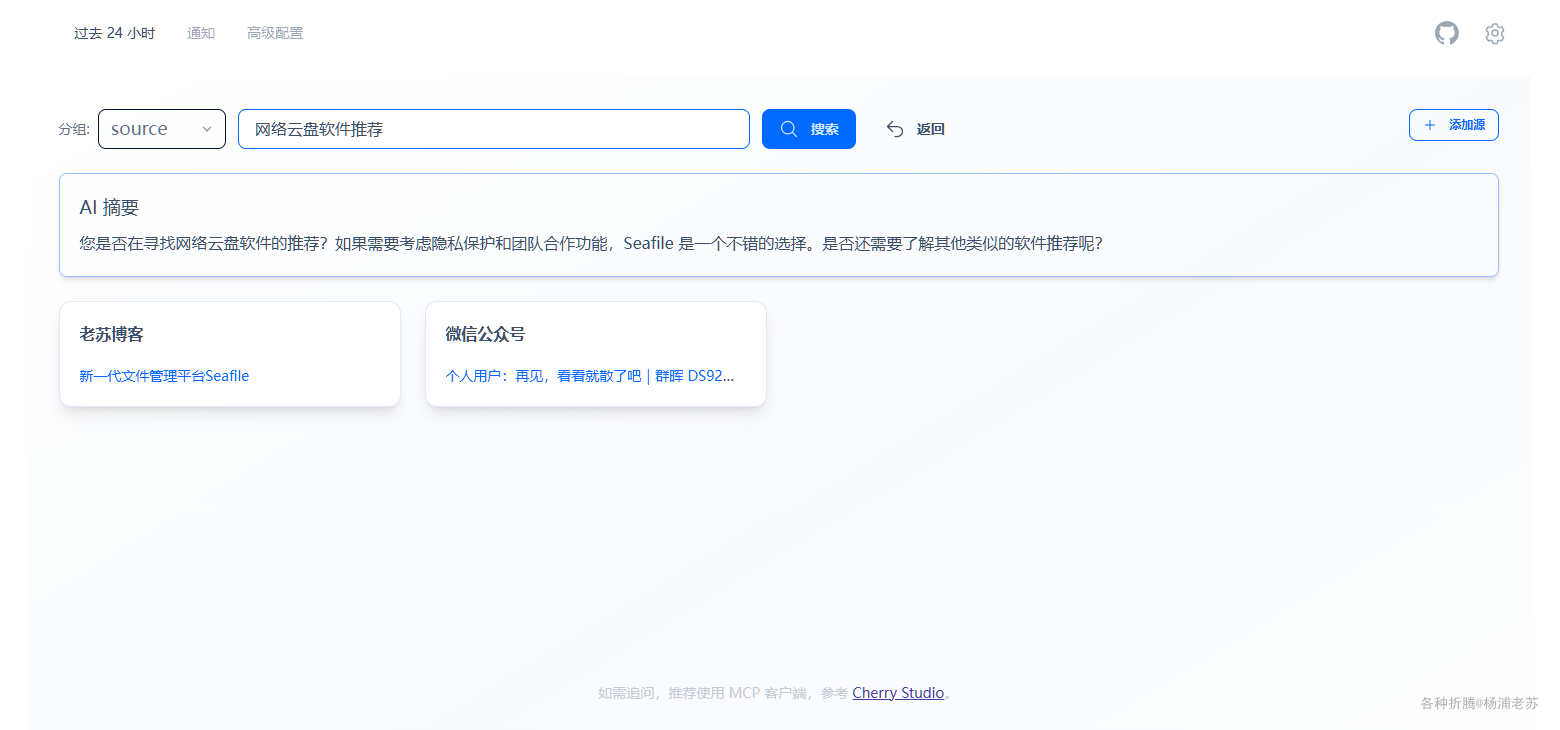 过去 24 小时 通知 高级配置
分组: source 网络云盘软件推荐 搜索 返回 添加源
AI 摘要
您是否在寻找网络云盘软件的推荐？如果需要考虑隐私保护和团队合作功能，Seafile 是一个不错的选择。是否还需要了解其他类似的软件推荐呢？
老苏博客
新一代文件管理平台Seafile
微信公众号
个人用户：再见，看看就散了吧 | 群晖 DS92...
如需追问，推荐使用 MCP 客户端，参考 Cherry Studio。
各种折腾@杨浦老苏